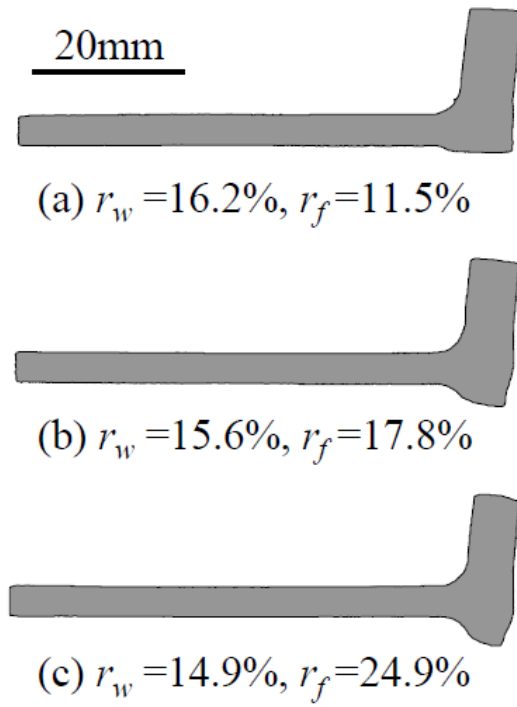 20mm
(a) r_w =16.2%, r_f =11.5%
(b) r_w =15.6%, r_f =17.8%
(c) r_w =14.9%, r_f =24.9%